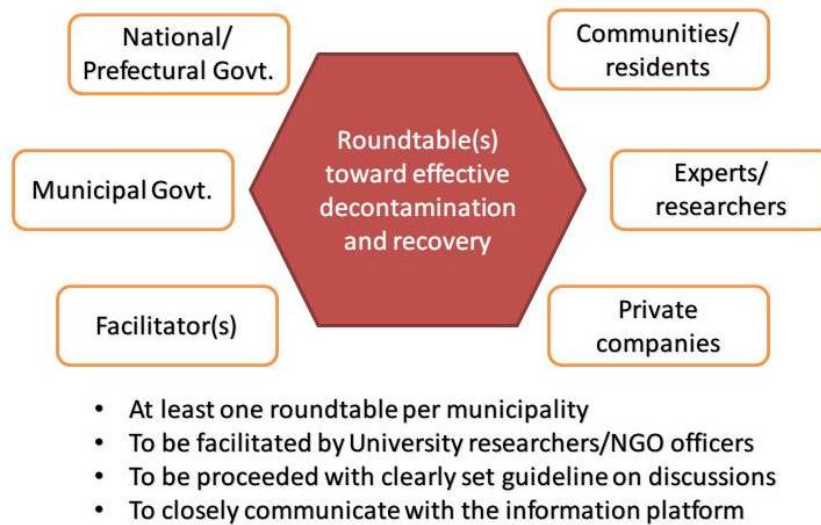 National/
Prefectural Govt.
Communities/
residents
Municipal Govt.
Roundtable(s)
toward effective
decontamination
and recovery
Experts/
researchers
Facilitator(s)
Private
companies
• At least one roundtable per municipality
• To be facilitated by University researchers/NGO officers
• To be proceeded with clearly set guideline on discussions
• To closely communicate with the information platform